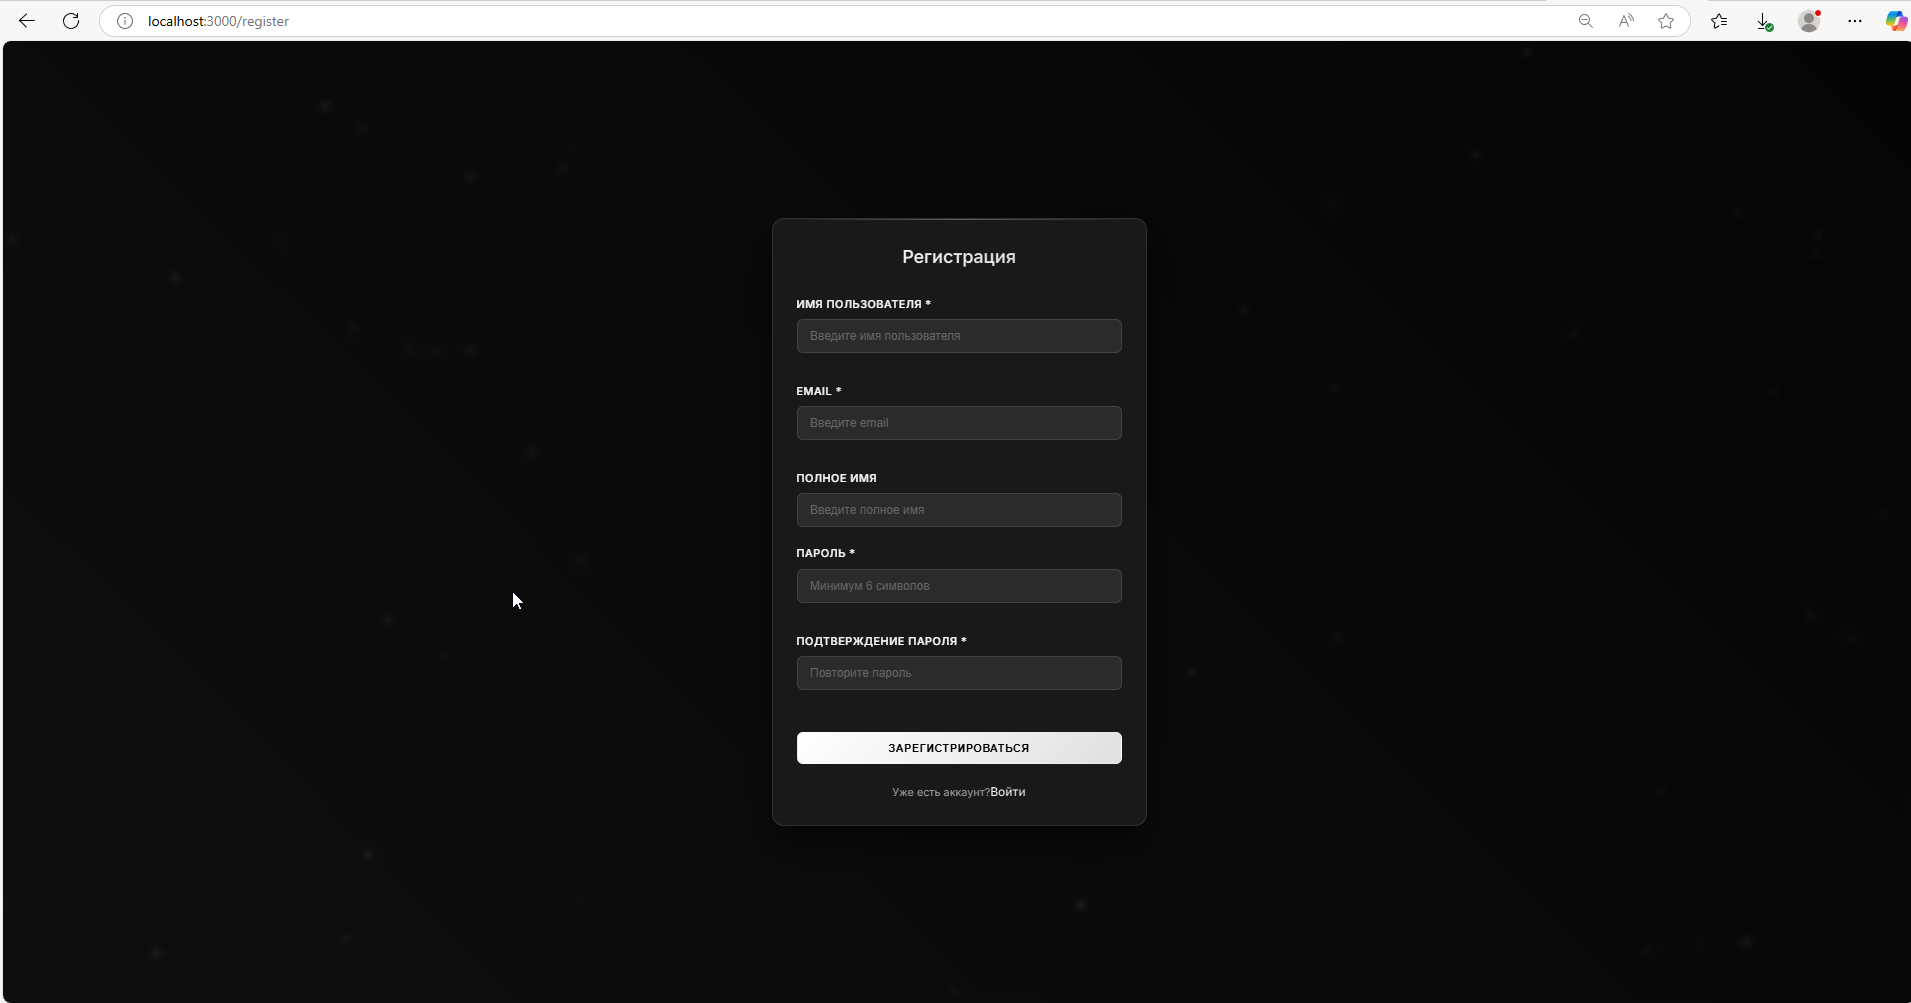 localhost:3000/register
Регистрация
ИМЯ ПОЛЬЗОВАТЕЛЯ *
Введите имя пользователя
EMAIL *
Введите email
ПОЛНОЕ ИМЯ
Введите полное имя
ПАРОЛЬ *
Минимум 6 символов
ПОДТВЕРЖДЕНИЕ ПАРОЛЯ *
Повторите пароль
ЗАРЕГИСТРИРОВАТЬСЯ
Уже есть аккаунт?Войти